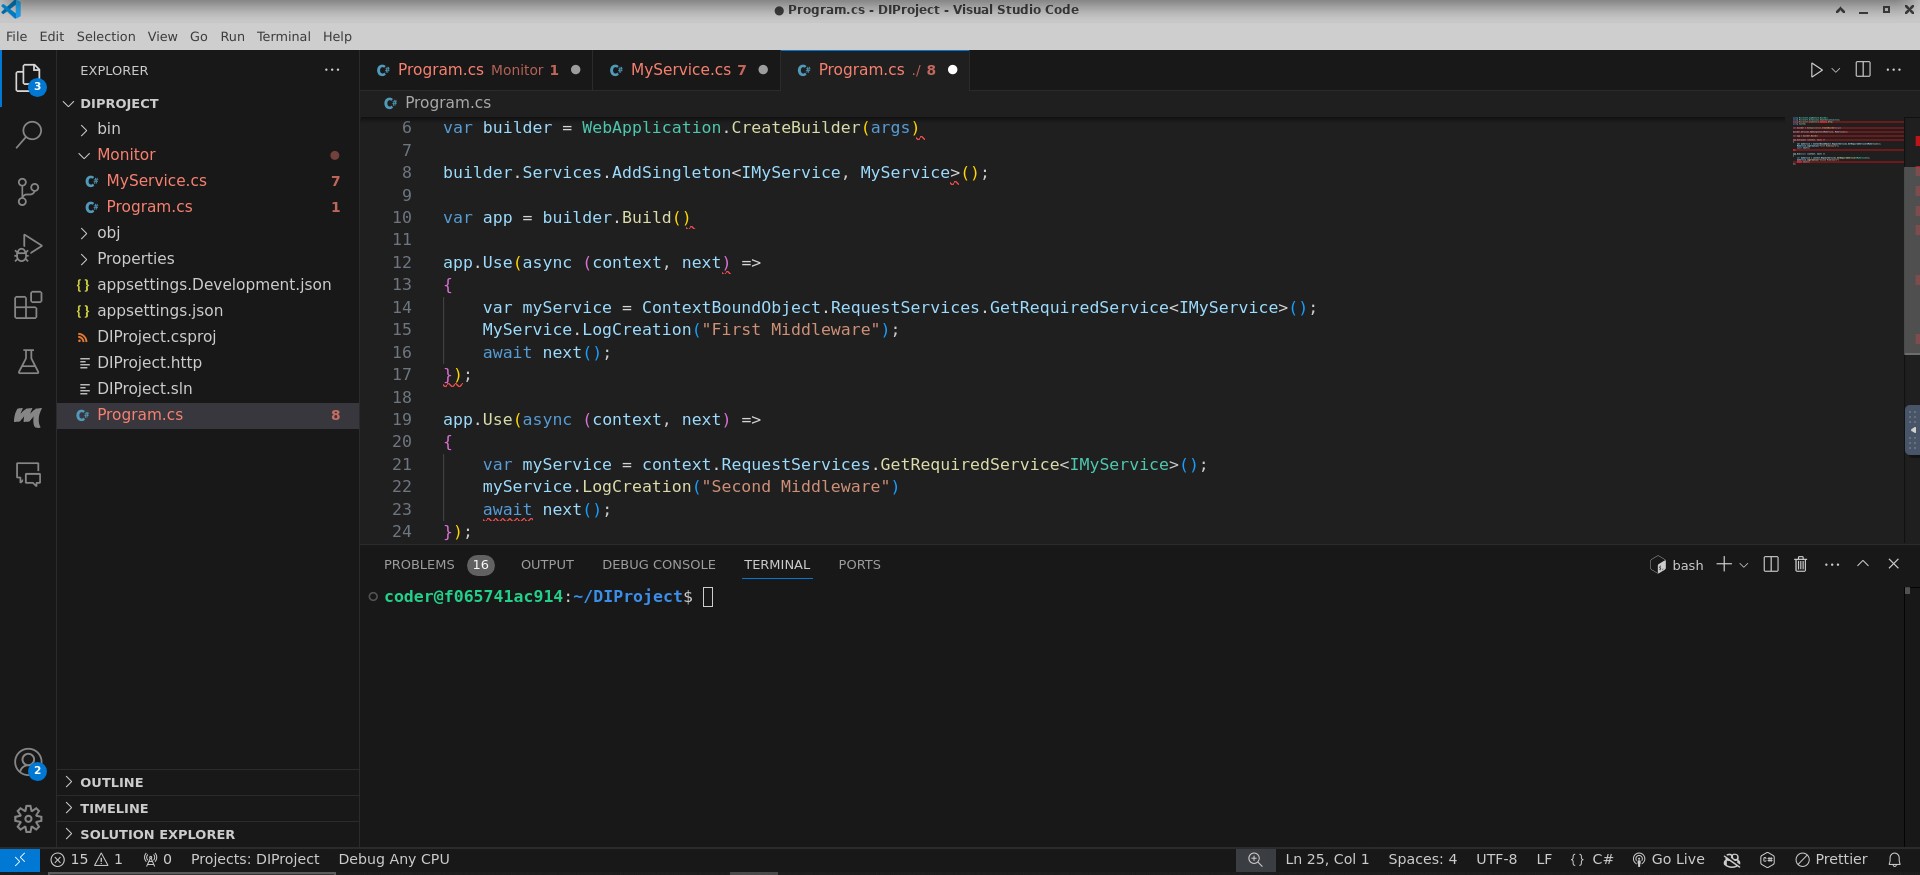 ● Program.cs - DIProject - Visual Studio Code
File Edit Selection View Go Run Terminal Help
EXPLORER
Program.cs Monitor 1
MyService.cs 7
Program.cs ./ 8
3
DIPROJECT
bin
Monitor
MyService.cs 7
Program.cs 1
obj
Properties
{} appsettings.Development.json
{} appsettings.json
DIProject.csproj
DIProject.http
DIProject.sln
Program.cs 8
OUTLINE
TIMELINE
SOLUTION EXPLORER
2
Program.cs
6 var builder = WebApplication.CreateBuilder(args)
7
8 builder.Services.AddSingleton<IMyService, MyService>();
9
10 var app = builder.Build()
11
12 app.Use(async (context, next) =>
13 {
14 var myService = ContextBoundObject.RequestServices.GetRequiredService<IMyService>();
15 MyService.LogCreation("First Middleware");
16 await next();
17 });
18
19 app.Use(async (context, next) =>
20 {
21 var myService = context.RequestServices.GetRequiredService<IMyService>();
22 myService.LogCreation("Second Middleware")
23 await next();
24 });
PROBLEMS 16 OUTPUT DEBUG CONSOLE TERMINAL PORTS
bash
coder@f065741ac914:~/DIProject$
15 1 0 Projects: DIProject Debug Any CPU
Ln 25, Col 1 Spaces: 4 UTF-8 LF {} C# Go Live Prettier